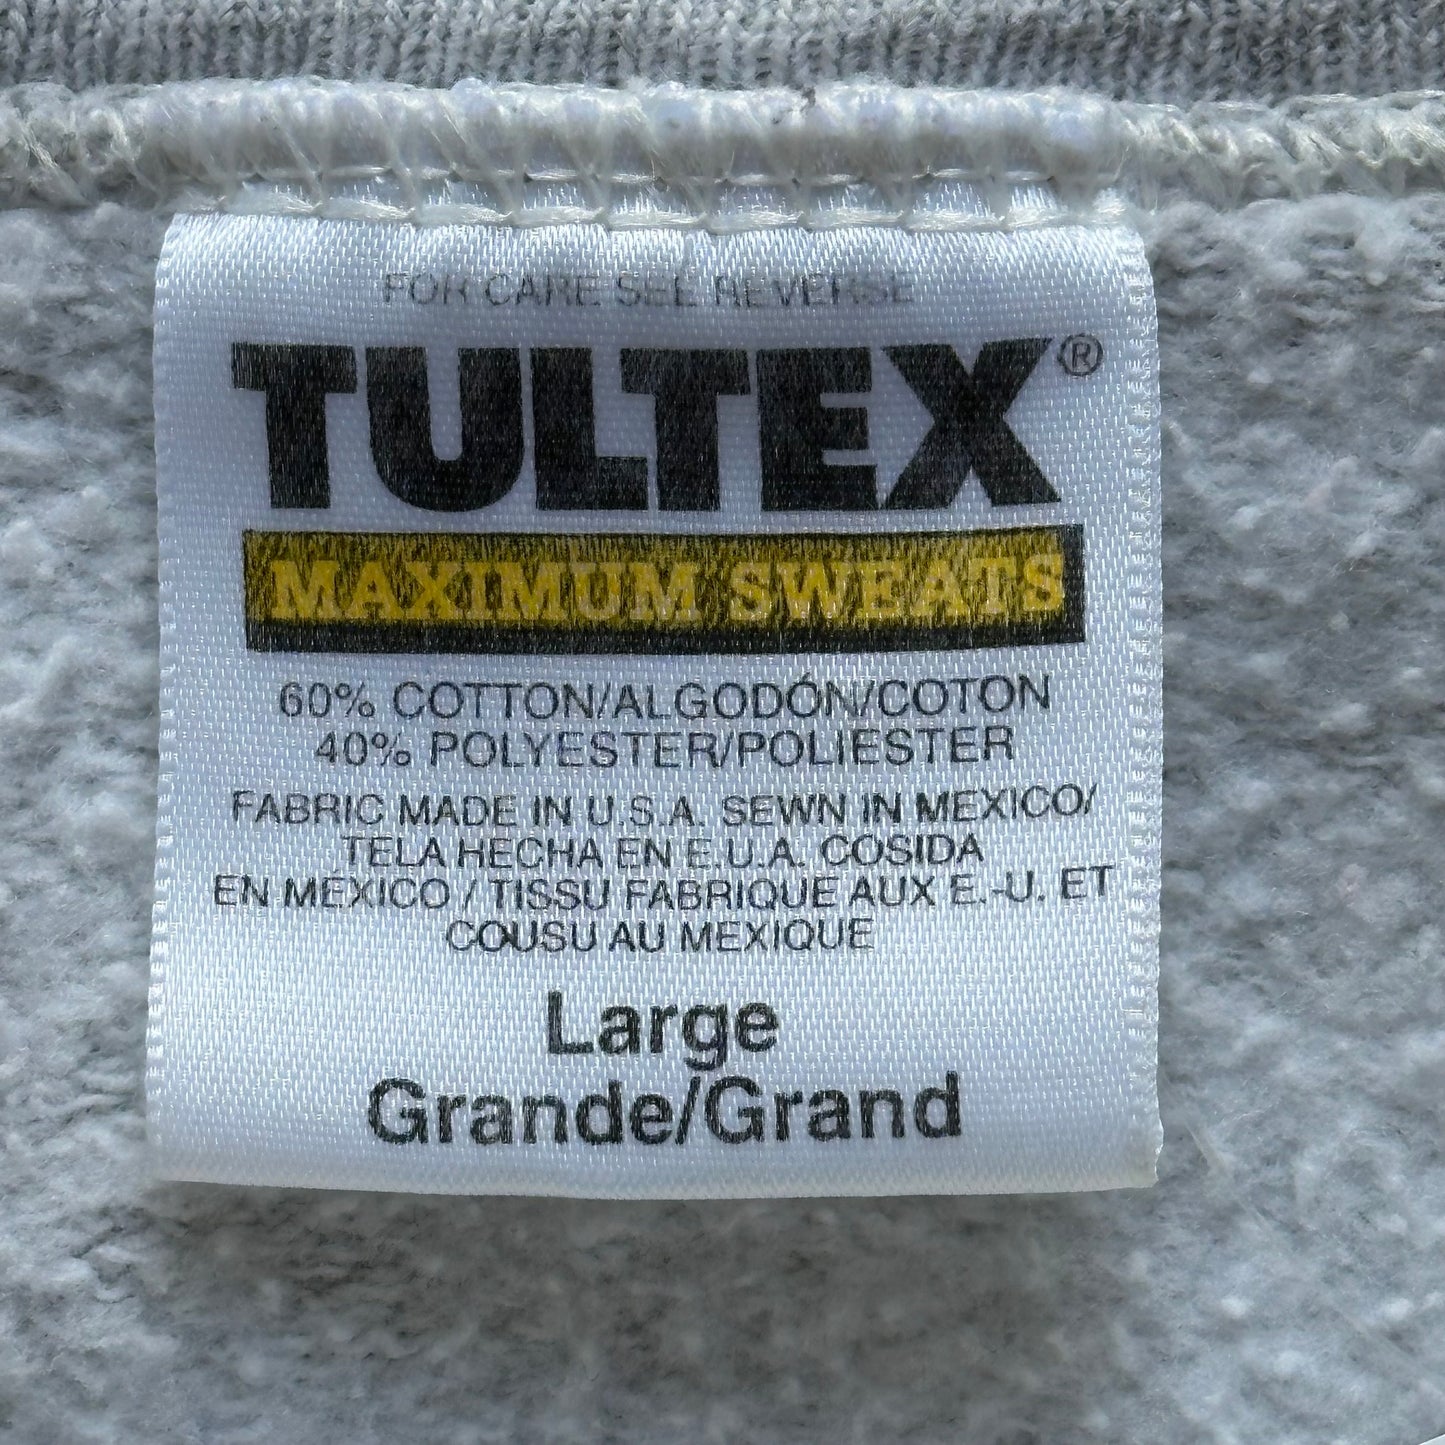 FOR CARE SEE REVERSE
TULTEX®
MAXIMUM SWEATS
60% COTTON/ALGODÓN/COTON
40% POLYESTER/POLIESTER
FABRIC MADE IN U.S.A. SEWN IN MEXICO/
TELA HECHA EN E.U.A. COSIDA
EN MÉXICO / TISSU FABRIQUE AUX E.-U. ET
COUSU AU MEXIQUE
Large
Grande/Grand